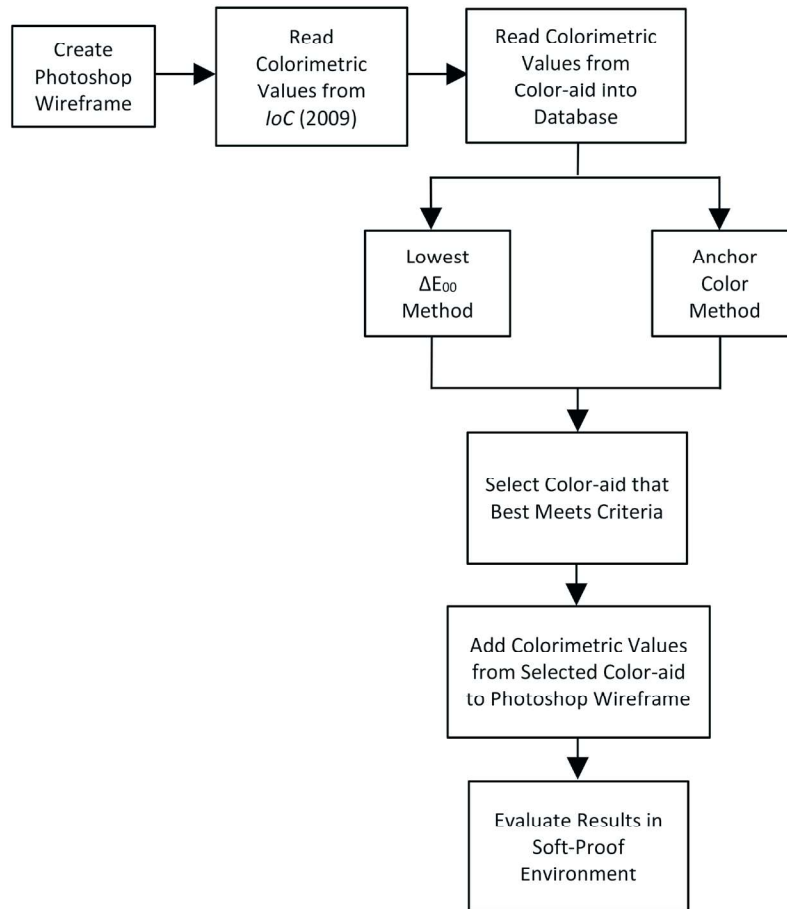 Create
Photoshop
Wireframe
Read
Colorimetric
Values from
IoC (2009)
Read Colorimetric
Values from
Color-aid into
Database
Lowest
ΔE₀₀
Method
Anchor
Color
Method
Select Color-aid that
Best Meets Criteria
Add Colorimetric Values
from Selected Color-aid
to Photoshop Wireframe
Evaluate Results in
Soft-Proof
Environment